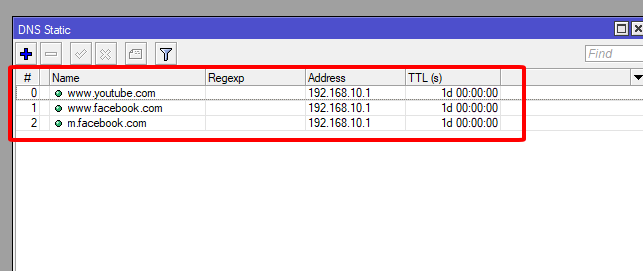 DNS Static
Find
# Name Regexp Address TTL (s)
0 www.youtube.com 192.168.10.1 1d 00:00:00
1 www.facebook.com 192.168.10.1 1d 00:00:00
2 m.facebook.com 192.168.10.1 1d 00:00:00